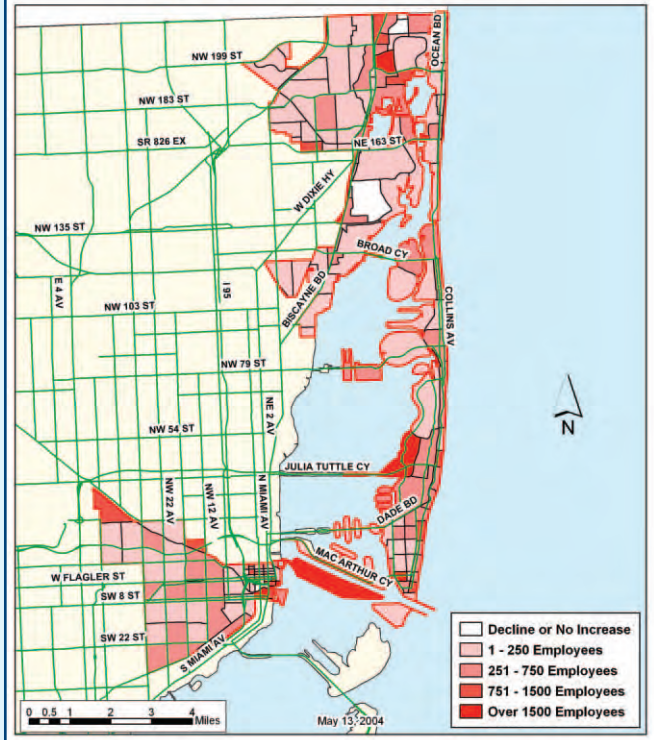 NW 199 ST
OCEAN BD
NW 183 ST
SR 826 EX
NE 163 ST
W DIXIE HY
NW 135 ST
BROAD CY
E 4 AV
I 95
BISCAYNE BD
COLLINS AV
NW 103 ST
NW 79 ST
N
NE 2 AV
NW 54 ST
JULIA TUTTLE CY
NW 22 AV
NW 12 AV
N MIAMI AV
DADE BD
MAC ARTHUR CY
W FLAGLER ST
SW 8 ST
SW 22 ST
S MIAMI AV
Decline or No Increase
1 - 250 Employees
251 - 750 Employees
751 - 1500 Employees
Over 1500 Employees
0 0.5 1 2 3 4
Miles
May 13, 2004